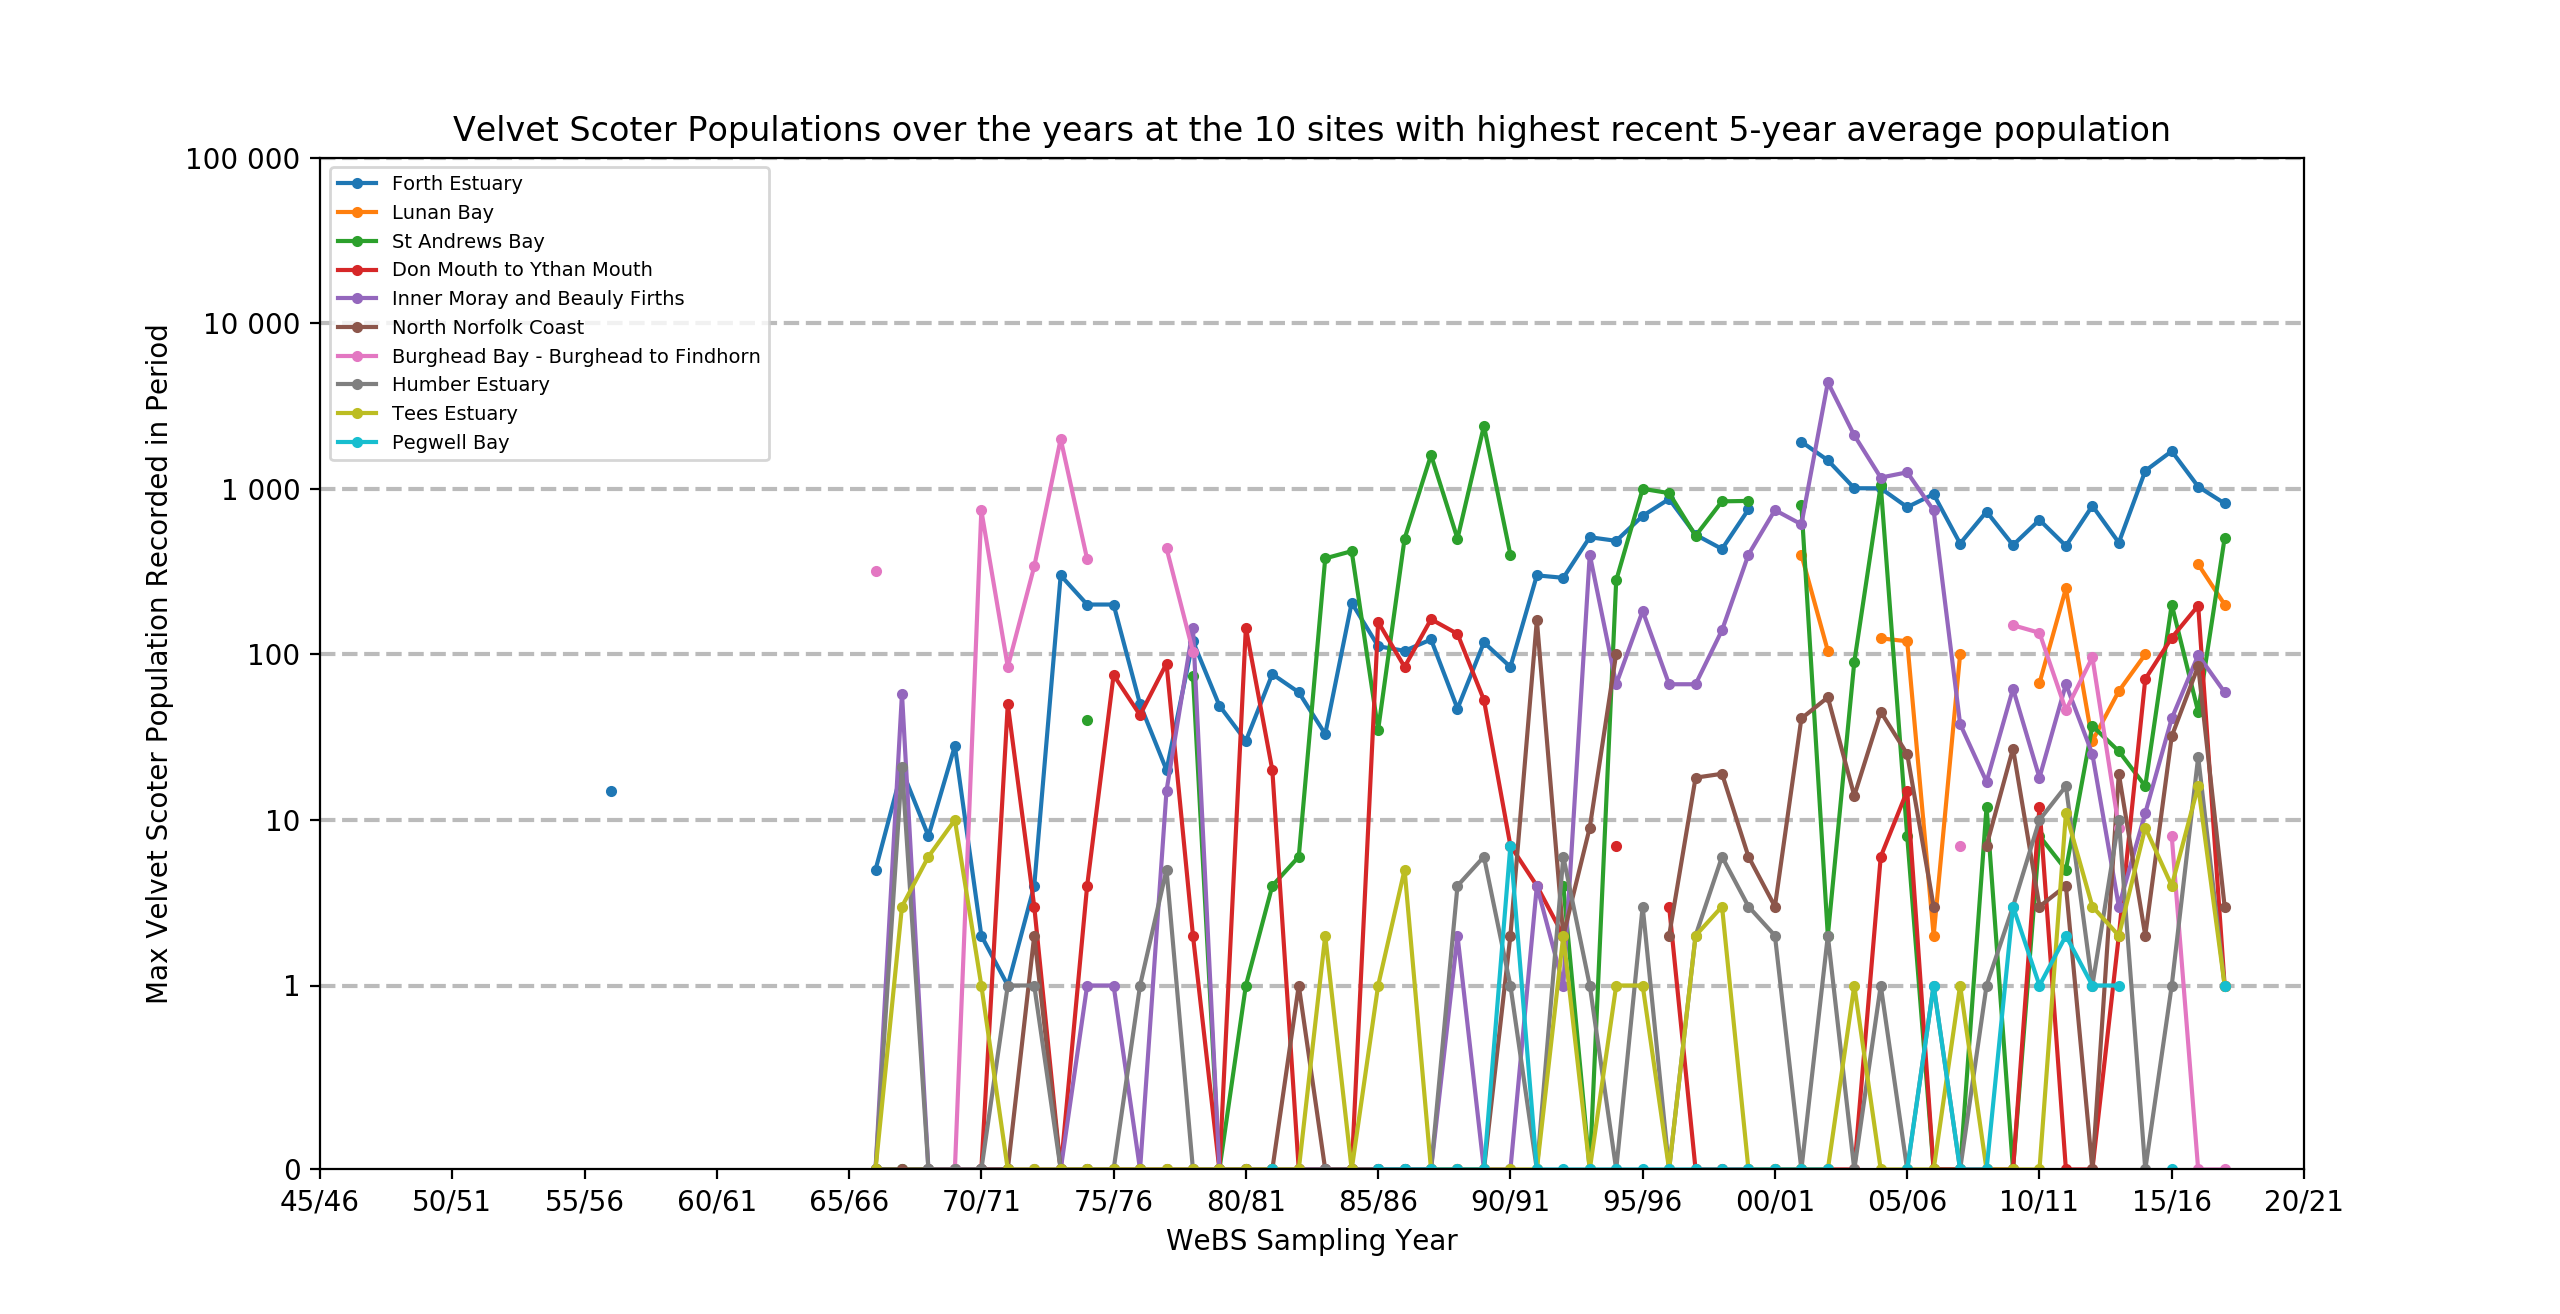 Velvet Scoter Populations over the years at the 10 sites with highest recent 5-year average population
100 000
10 000
1 000
100
10
1
0
Max Velvet Scoter Population Recorded in Period
Forth Estuary
Lunan Bay
St Andrews Bay
Don Mouth to Ythan Mouth
Inner Moray and Beauly Firths
North Norfolk Coast
Burghead Bay - Burghead to Findhorn
Humber Estuary
Tees Estuary
Pegwell Bay
45/46 50/51 55/56 60/61 65/66 70/71 75/76 80/81 85/86 90/91 95/96 00/01 05/06 10/11 15/16 20/21
WeBS Sampling Year